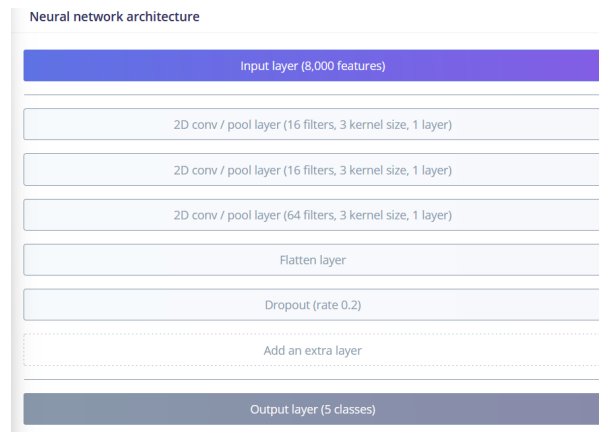 Neural network architecture
Input layer (8,000 features)
2D conv / pool layer (16 filters, 3 kernel size, 1 layer)
2D conv / pool layer (16 filters, 3 kernel size, 1 layer)
2D conv / pool layer (64 filters, 3 kernel size, 1 layer)
Flatten layer
Dropout (rate 0.2)
Add an extra layer
Output layer (5 classes)